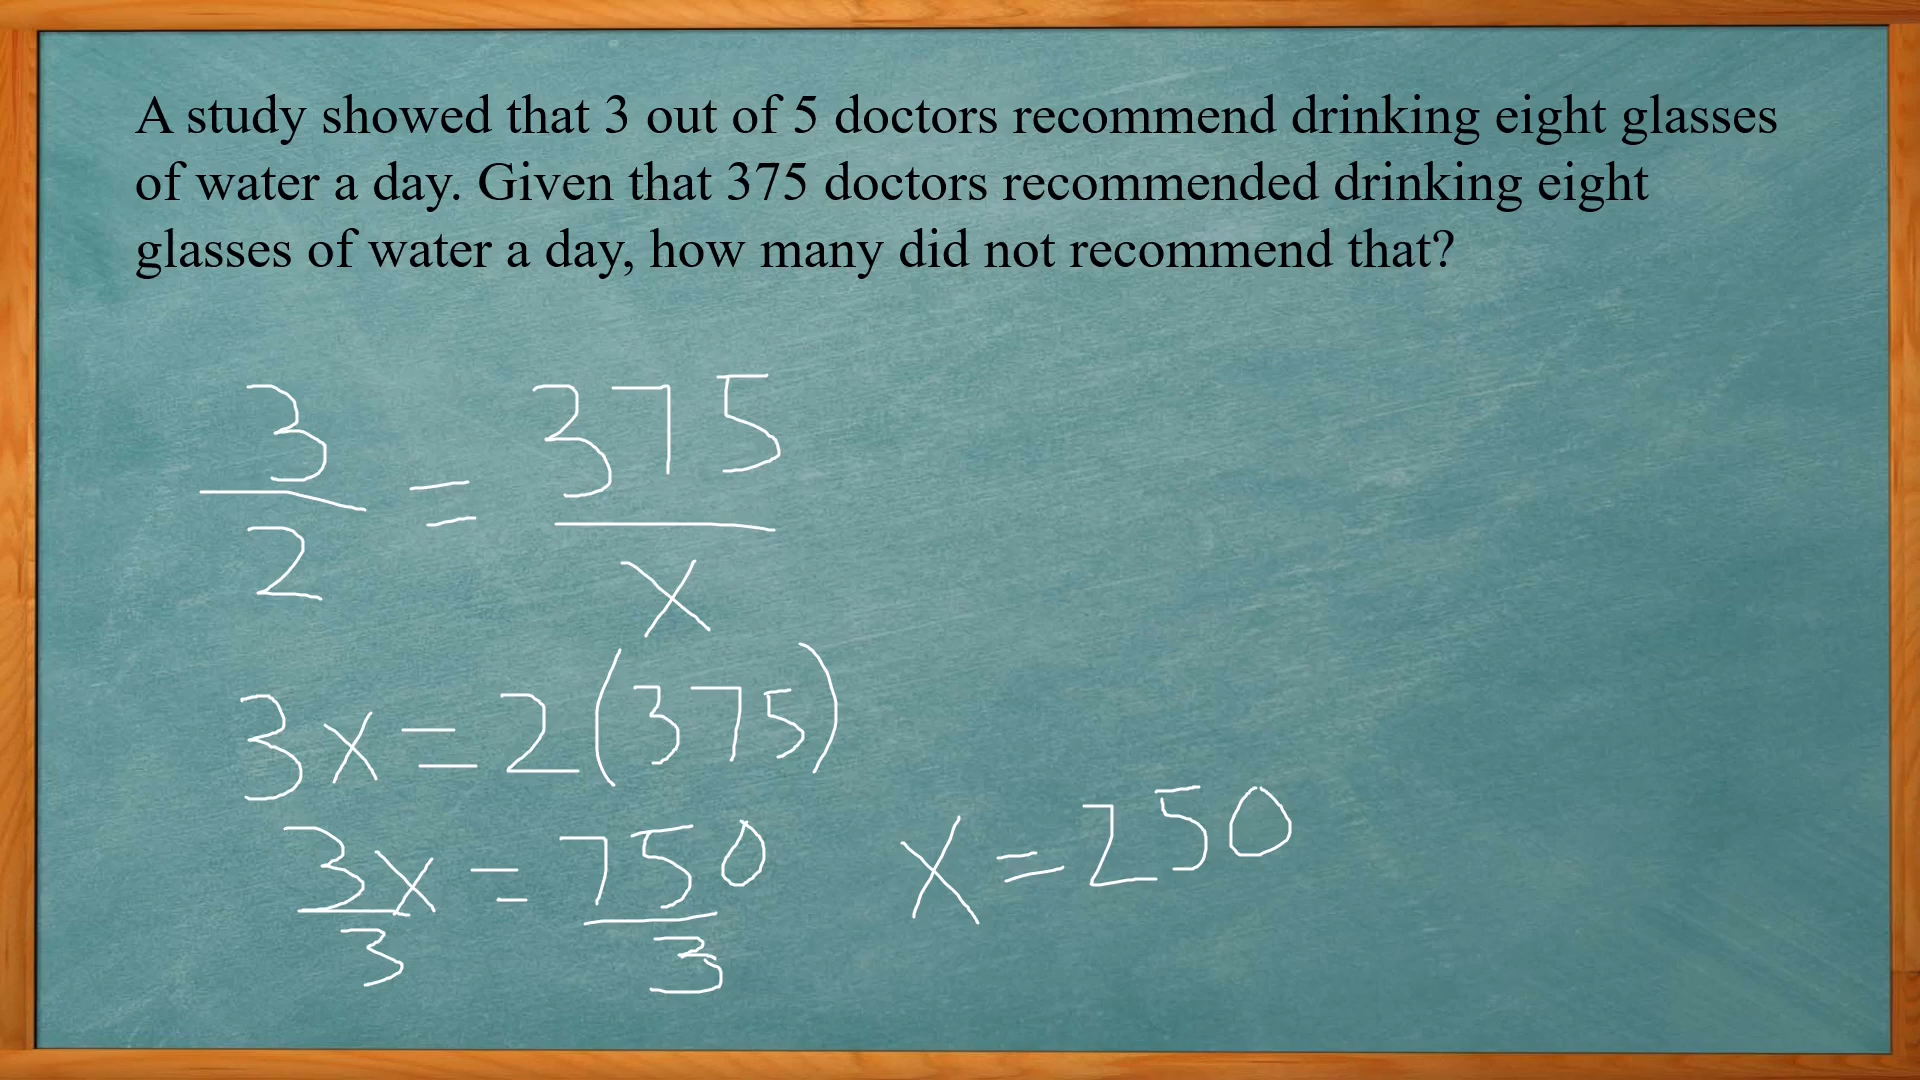 A study showed that 3 out of 5 doctors recommend drinking eight glasses
of water a day. Given that 375 doctors recommended drinking eight
glasses of water a day, how many did not recommend that?
3/2 = 375/x
3x = 2(375)
3x/3 = 750/3
x = 250